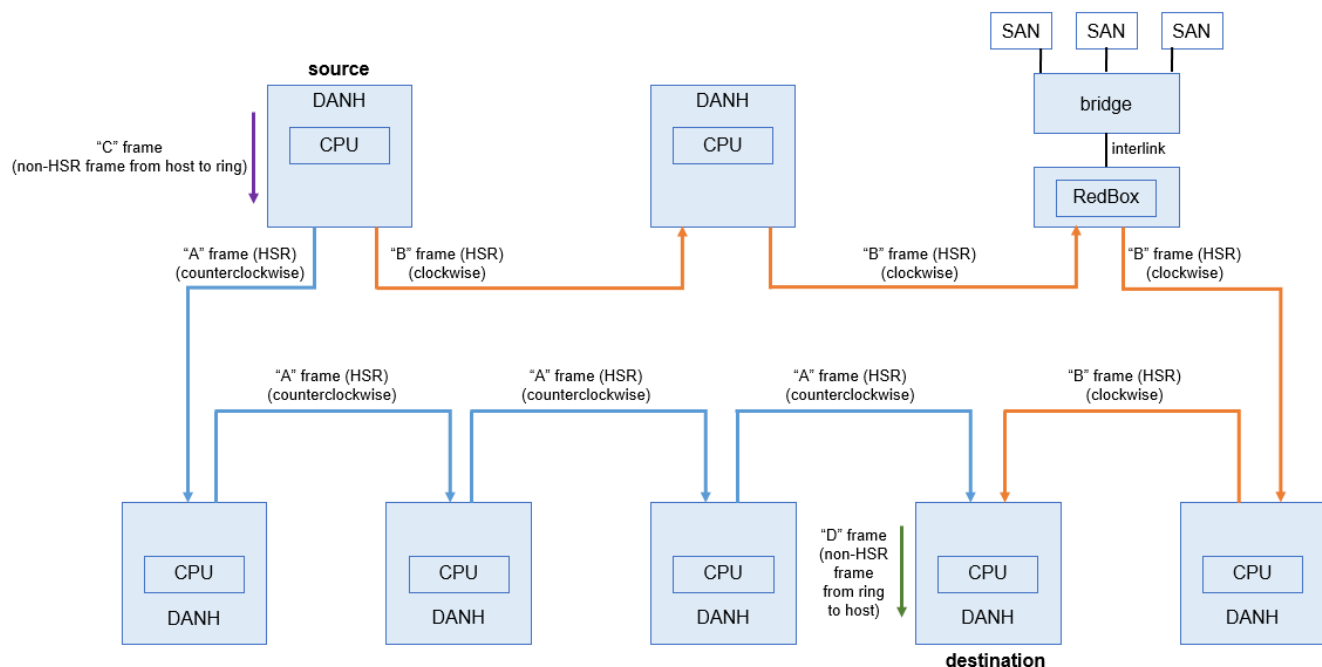 SAN
SAN
SAN
source
DANH
CPU
DANH
CPU
bridge
interlink
RedBox
“C” frame
(non-HSR frame from host to ring)
“A” frame (HSR)
(counterclockwise)
“B” frame (HSR)
(clockwise)
“B” frame (HSR)
(clockwise)
“B” frame (HSR)
(clockwise)
“A” frame (HSR)
(counterclockwise)
“A” frame (HSR)
(counterclockwise)
“A” frame (HSR)
(counterclockwise)
“B” frame (HSR)
(clockwise)
CPU
DANH
CPU
DANH
CPU
DANH
“D” frame
(non-HSR
frame
from ring
to host)
CPU
DANH
destination
CPU
DANH